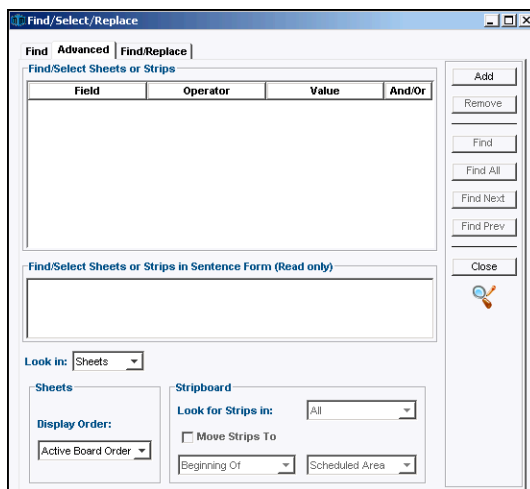 Find/Select/Replace
Find Advanced Find/Replace
Find/Select Sheets or Strips
Field Operator Value And/Or
Add
Remove
Find
Find All
Find Next
Find Prev
Close
Find/Select Sheets or Strips in Sentence Form (Read only)
Look in: Sheets
Sheets
Display Order:
Active Board Order
Stripboard
Look for Strips in: All
Move Strips To
Beginning Of Scheduled Area